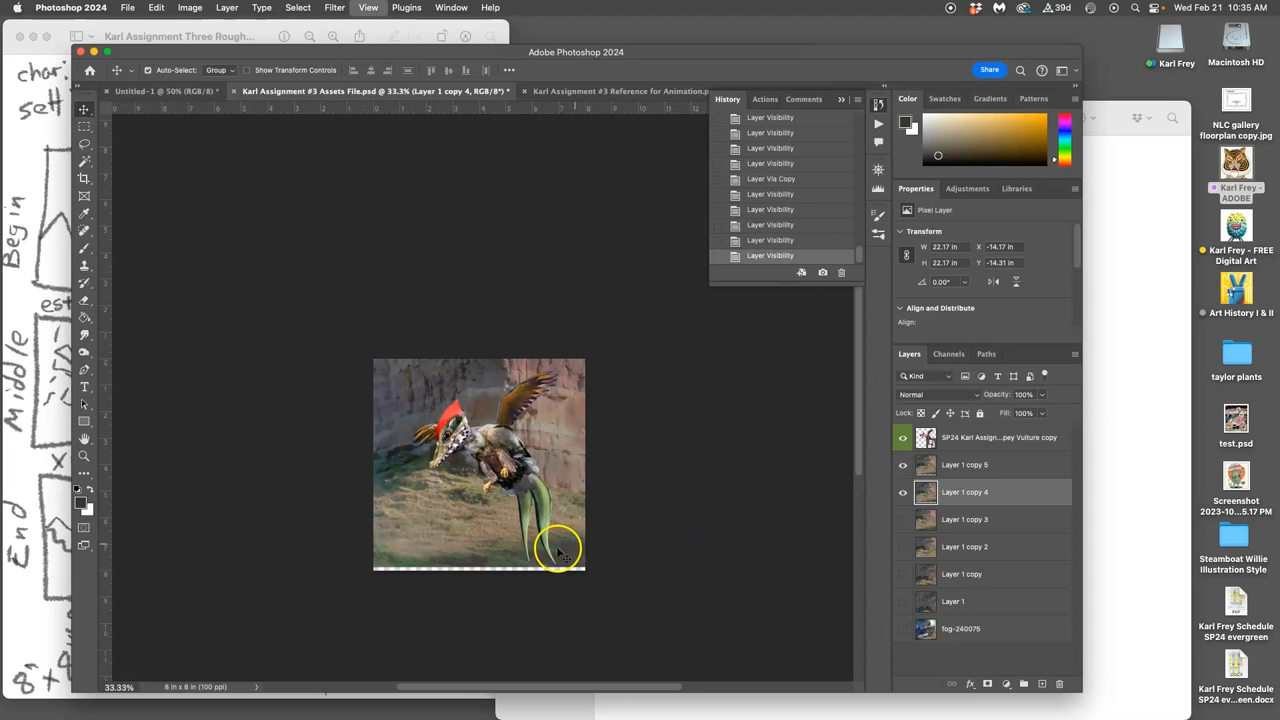 Photoshop 2024 File Edit Image Layer Type Select Filter View Plugins Window Help 39d Wed Feb 21 10:35 AM
Karl Assignment Three Rough...
Adobe Photoshop 2024
Auto-Select: Group Show Transform Controls Share
Untitled-1 @ 50% (RGB/8) *
Karl Assignment #3 Assets File.psd @ 33.3% (Layer 1 copy 4, RGB/8*) *
Karl Assignment #3 Reference for Animation.p
History Actions Comments
Layer Visibility
Layer Visibility
Layer Visibility
Layer Visibility
Layer Via Copy
Layer Visibility
Layer Visibility
Layer Visibility
Layer Visibility
Layer Visibility
Color Swatches Gradients Patterns
Properties Adjustments Libraries
Pixel Layer
Transform
W 22.17 in X -14.17 in
H 22.17 in Y -14.31 in
0.00°
Align and Distribute
Align:
Layers Channels Paths
Kind
Normal Opacity: 100%
Lock: Fill: 100%
SP24 Karl Assign...pey Vulture copy
Layer 1 copy 5
Layer 1 copy 4
Layer 1 copy 3
Layer 1 copy 2
Layer 1 copy
Layer 1
fog-240075
33.33% 8 in x 8 in (100 ppi)
char.
sett
Begin
est
Middle
X
End
8"
Karl Frey
Macintosh HD
NLC gallery
floorplan copy.jpg
Karl Frey -
ADOBE
Karl Frey - FREE
Digital Art
Art History I & II
taylor plants
test.psd
Screenshot
2023-10...5.17 PM
Steamboat Willie
Illustration Style
Karl Frey Schedule
SP24 evergreen
Karl Frey Schedule
SP24 ev...een.docx